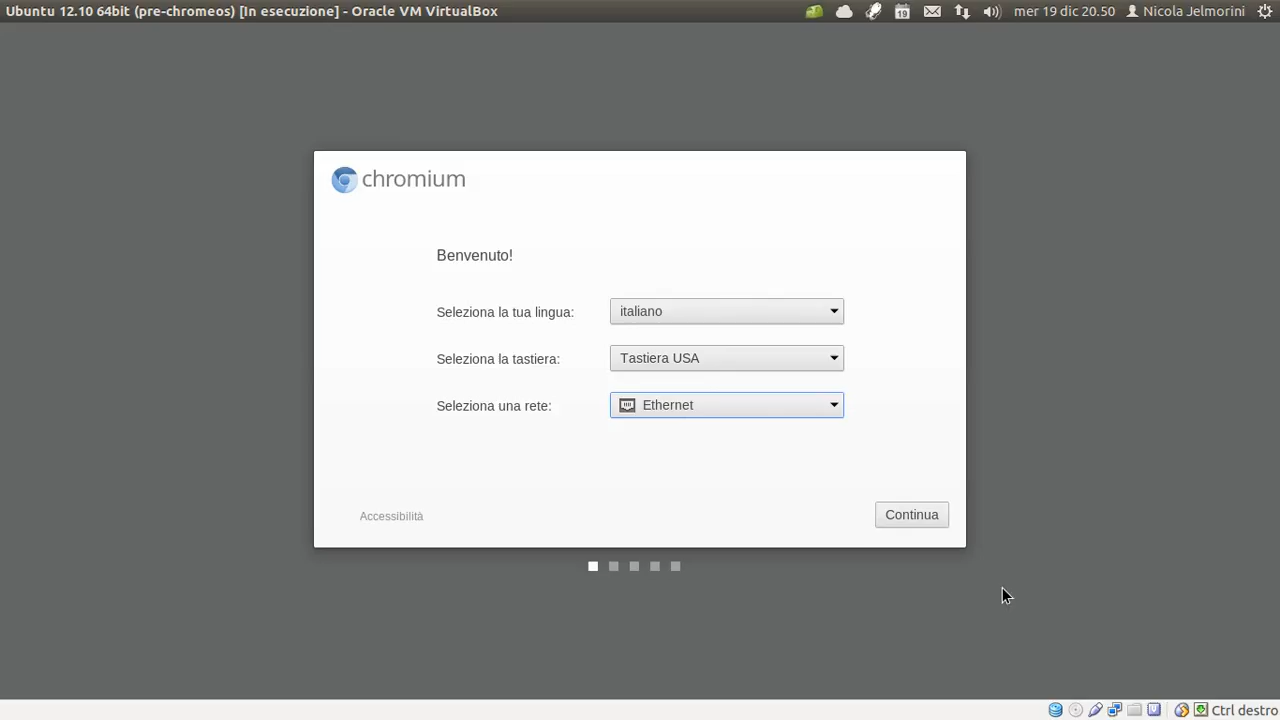 Ubuntu 12.10 64bit (pre-chromeos) [In esecuzione] - Oracle VM VirtualBox 19 mer 19 dic 20.50 Nicola Jelmorini
chromium
Benvenuto!
Seleziona la tua lingua: italiano
Seleziona la tastiera: Tastiera USA
Seleziona una rete: Ethernet
Accessibilità Continua
Ctrl destro